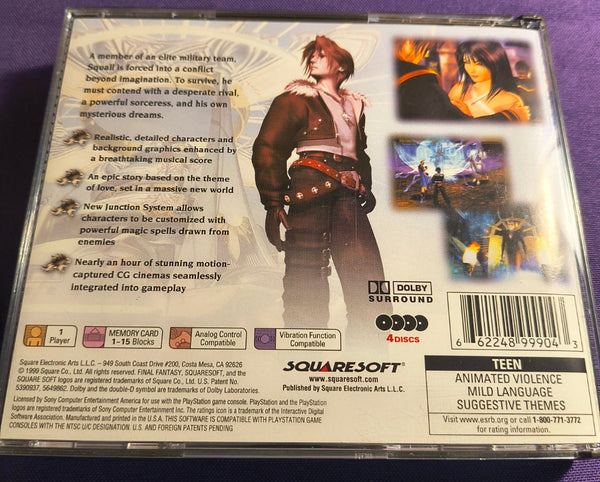 A member of an elite military team,
Squall is forced into a conflict
beyond imagination. To survive, he
must contend with a desperate rival,
a powerful sorceress, and his own
mysterious dreams.
Realistic, detailed characters and
background graphics enhanced by
a breathtaking musical score
An epic story based on the theme
of love, set in a massive new world
New Junction System allows
characters to be customized with
powerful magic spells drawn from
enemies
Nearly an hour of stunning motion-
captured CG cinemas seamlessly
integrated into gameplay
DOLBY
SURROUND
4 DISCS
6 62248 99904 3
1
Player
MEMORY CARD
1-15 Blocks
Analog Control
Compatible
Vibration Function
Compatible
Square Electronic Arts L.L.C. – 949 South Coast Drive #200, Costa Mesa, CA 92626
© 1999 Square Co., Ltd. All rights reserved. FINAL FANTASY, SQUARESOFT, and the
SQUARE SOFT logos are registered trademarks of Square Co., Ltd. U.S. Patent No.
5390937, 5649862. Dolby and the double-D symbol are trademarks of Dolby Laboratories.
Licensed by Sony Computer Entertainment America for use with the PlayStation game console. PlayStation and the PlayStation
logos are registered trademarks of Sony Computer Entertainment Inc. The ratings icon is a trademark of the Interactive Digital
Software Association. Manufactured and printed in the U.S.A. THIS SOFTWARE IS COMPATIBLE WITH PLAYSTATION GAME
CONSOLES WITH THE NTSC U/C DESIGNATION. U.S. AND FOREIGN PATENTS PENDING
SQUARESOFT
www.squaresoft.com
Published by Square Electronic Arts L.L.C.
TEEN
ANIMATED VIOLENCE
MILD LANGUAGE
SUGGESTIVE THEMES
Visit www.esrb.org or call 1-800-771-3772
for rating information.